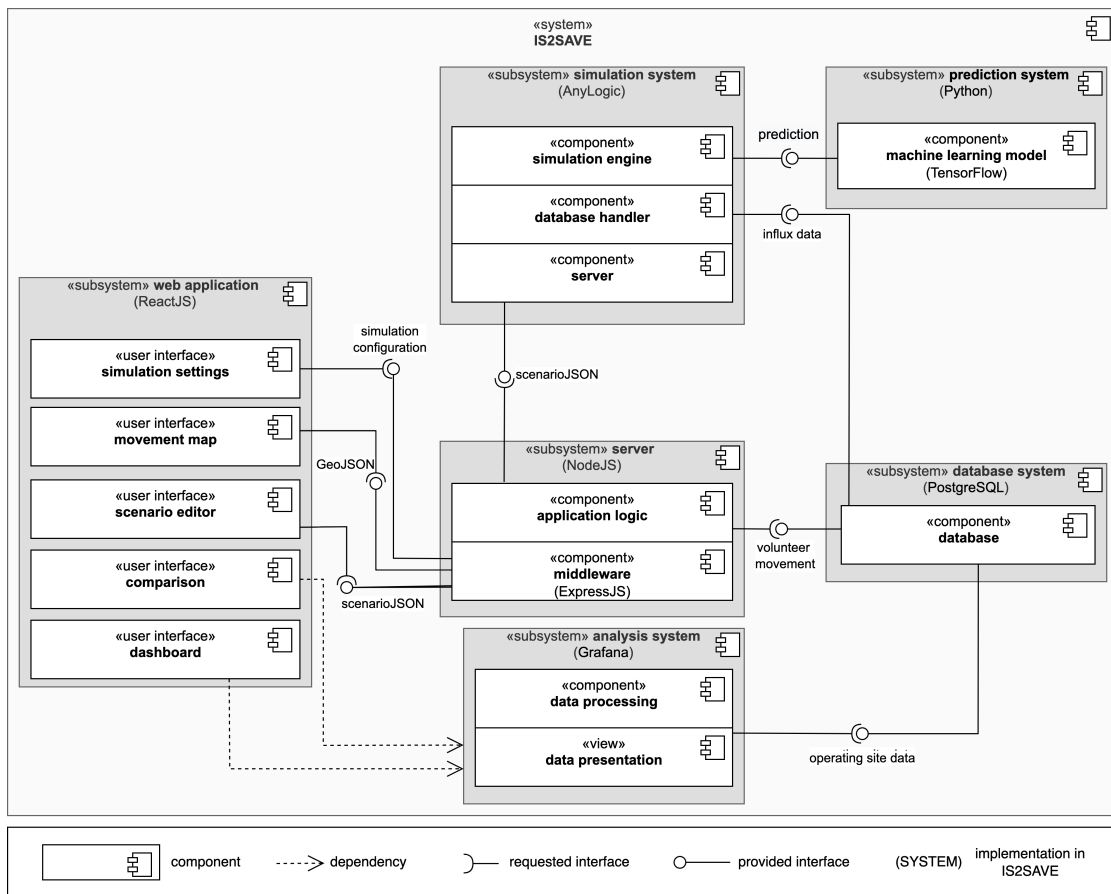 «system»
IS2SAVE
«subsystem» simulation system
(AnyLogic)
«component»
simulation engine
«component»
database handler
«component»
server
«subsystem» prediction system
(Python)
«component»
machine learning model
(TensorFlow)
prediction
influx data
«subsystem» web application
(ReactJS)
«user interface»
simulation settings
«user interface»
movement map
«user interface»
scenario editor
«user interface»
comparison
«user interface»
dashboard
simulation
configuration
GeoJSON
scenarioJSON
scenarioJSON
«subsystem» server
(NodeJS)
«component»
application logic
«component»
middleware
(ExpressJS)
volunteer
movement
«subsystem» database system
(PostgreSQL)
«component»
database
«subsystem» analysis system
(Grafana)
«component»
data processing
«view»
data presentation
operating site data
component
dependency
requested interface
provided interface
(SYSTEM)
implementation in
IS2SAVE